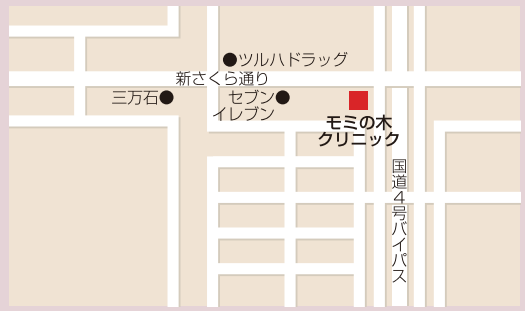 ツルハドラッグ
新さくら通り
三万石
セブン
イレブン
モミの木
クリニック
国道4号バイパス